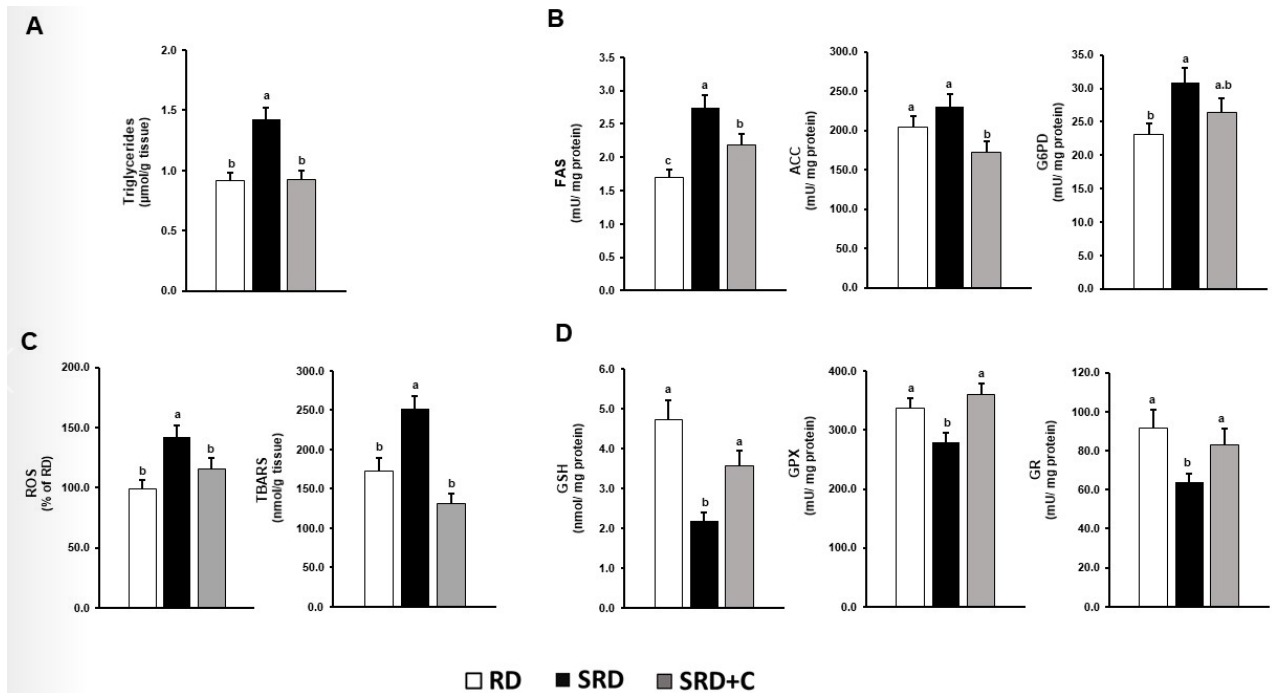 A
Triglycerides
(µmol/g tissue)
2.0
1.5
1.0
0.5
0.0
b
a
b
B
FAS
(mU/ mg protein)
3.5
3.0
2.5
2.0
1.5
1.0
0.5
0.0
c
a
b
ACC
(mU/ mg protein)
300.0
250.0
200.0
150.0
100.0
50.0
0.0
a
a
b
G6PD
(mU/ mg protein)
35.0
30.0
25.0
20.0
15.0
10.0
5.0
0.0
b
a
a.b
C
ROS
(% of RD)
200.0
150.0
100.0
50.0
0.0
b
a
b
TBARS
(nmol/g tissue)
300.0
250.0
200.0
150.0
100.0
50.0
0.0
b
a
b
D
GSH
(nmol/ mg protein)
6.0
5.0
4.0
3.0
2.0
1.0
0.0
a
b
a
GPX
(mU/ mg protein)
400.0
300.0
200.0
100.0
0.0
a
b
a
GR
(mU/ mg protein)
120.0
100.0
80.0
60.0
40.0
20.0
0.0
a
b
a
RD SRD SRD+C